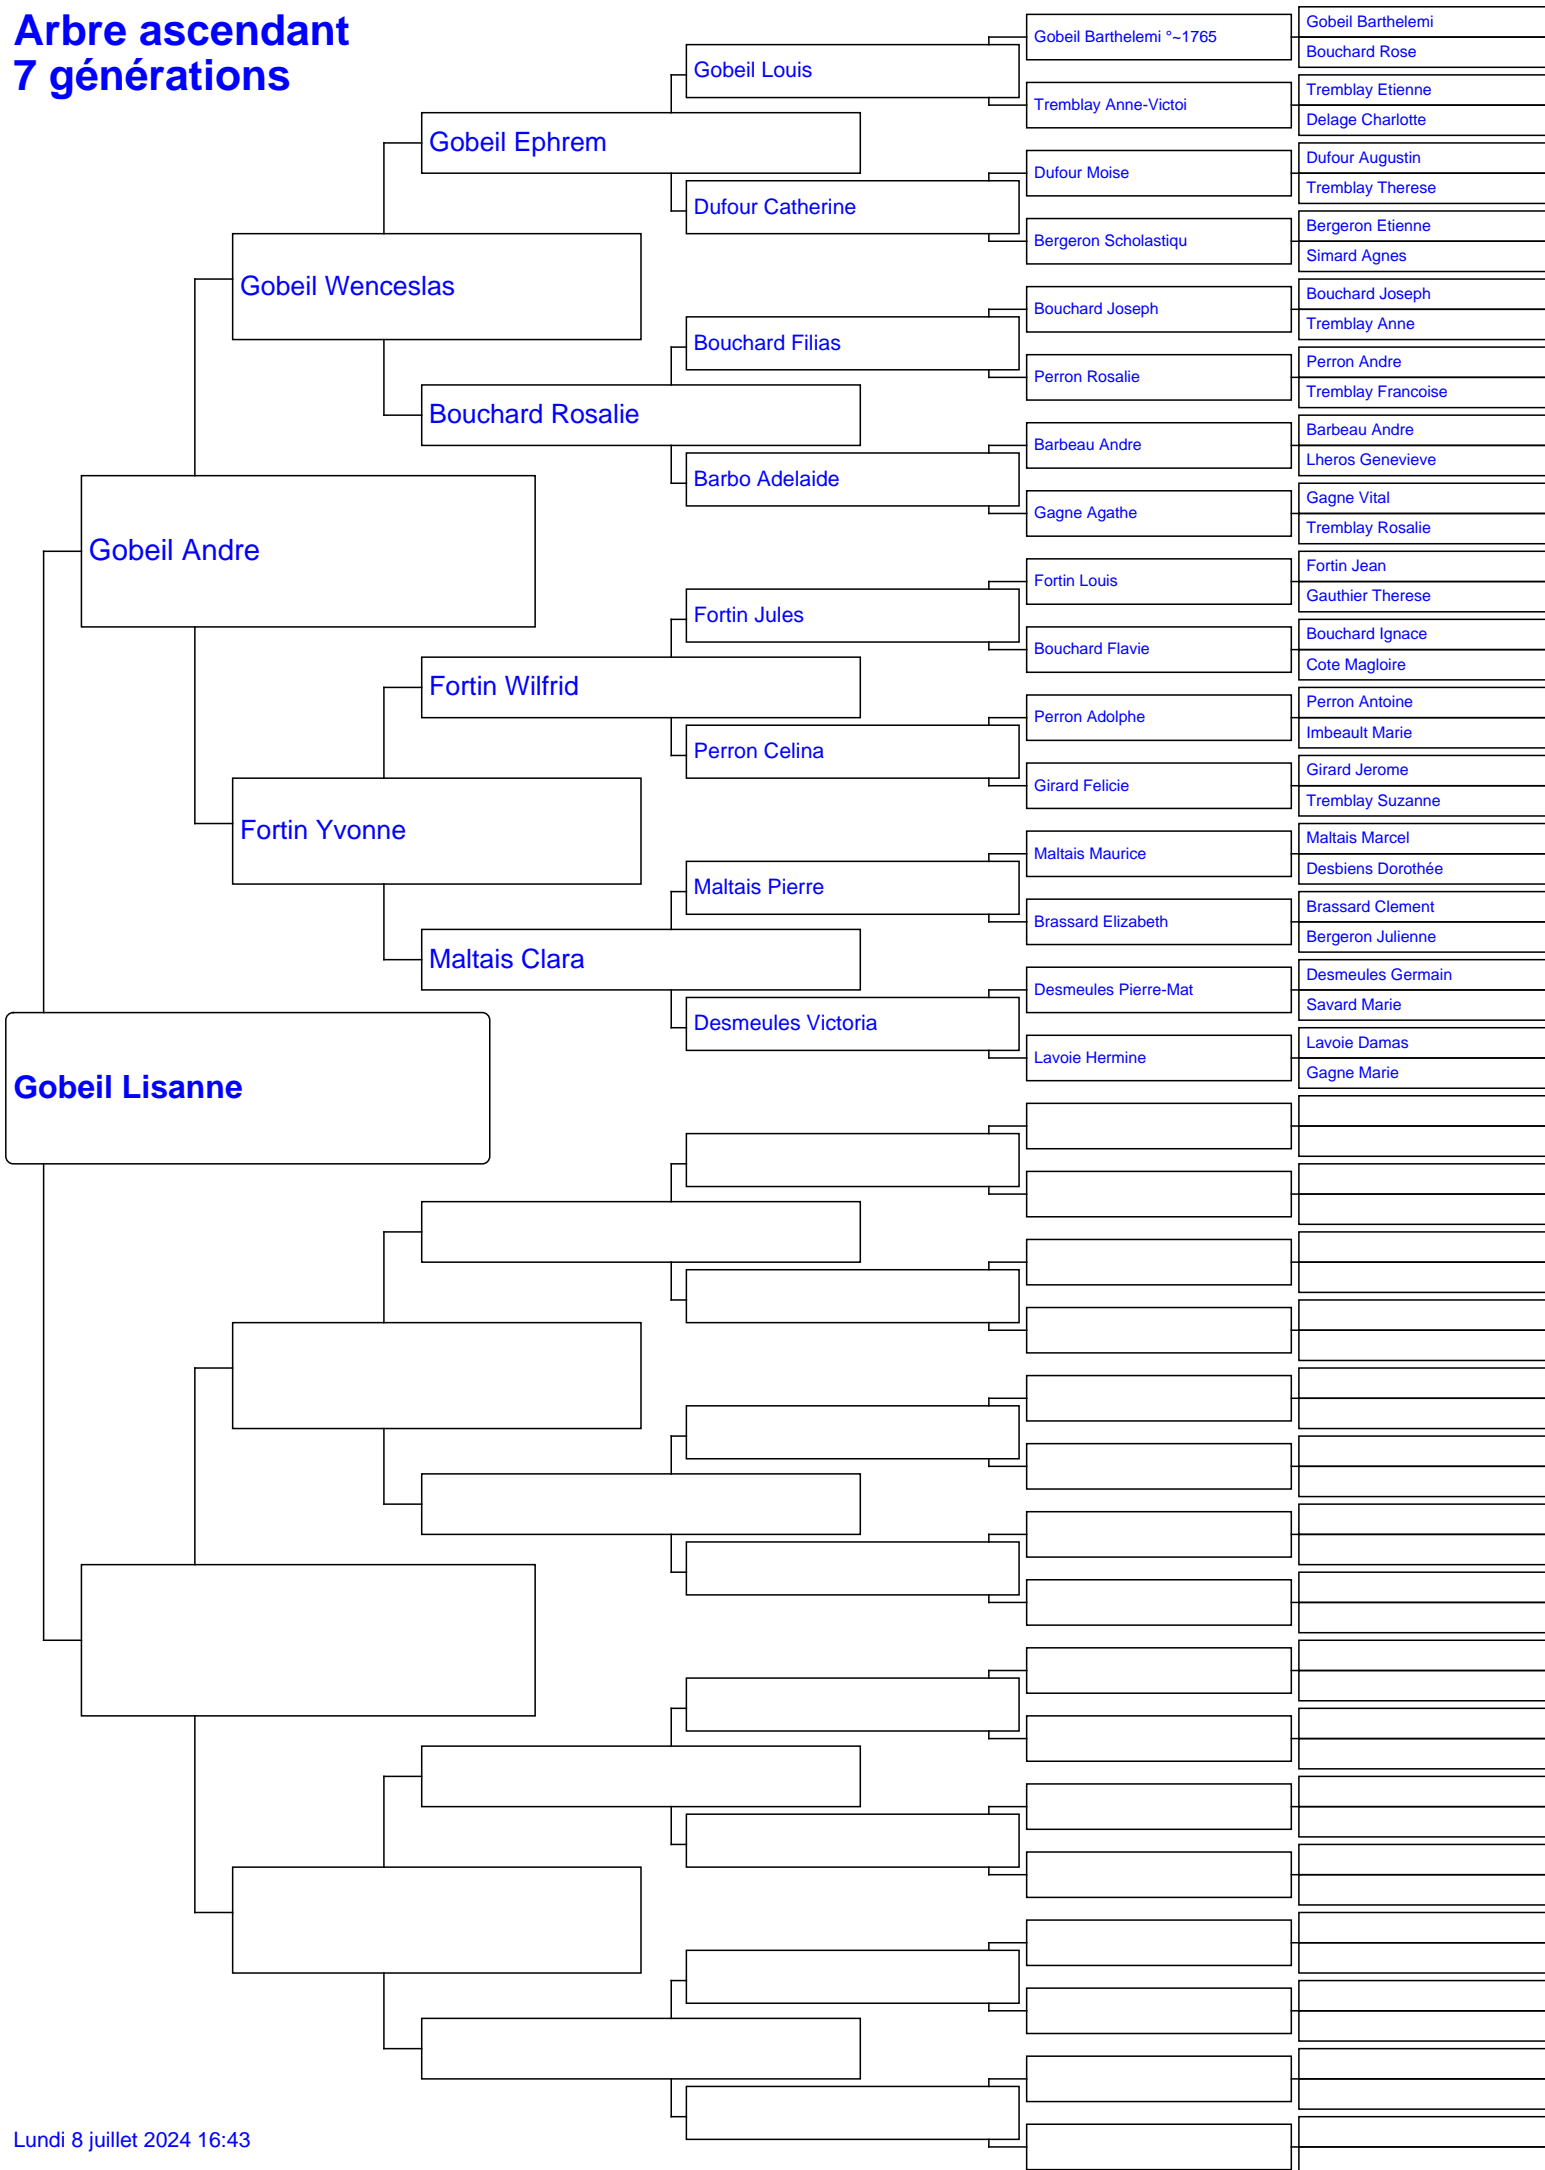 Arbre ascendant
7 générations
Gobeil Lisanne
Gobeil Andre
Gobeil Wenceslas
Fortin Yvonne
Gobeil Ephrem
Bouchard Rosalie
Fortin Wilfrid
Maltais Clara
Gobeil Louis
Dufour Catherine
Bouchard Filias
Barbo Adelaide
Fortin Jules
Perron Celina
Maltais Pierre
Desmeules Victoria
Gobeil Barthelemi °~1765
Tremblay Anne-Victoi
Dufour Moise
Bergeron Scholastiqu
Bouchard Joseph
Perron Rosalie
Barbeau Andre
Gagne Agathe
Fortin Louis
Bouchard Flavie
Perron Adolphe
Girard Felicie
Maltais Maurice
Brassard Elizabeth
Desmeules Pierre-Mat
Lavoie Hermine
Gobeil Barthelemi
Bouchard Rose
Tremblay Etienne
Delage Charlotte
Dufour Augustin
Tremblay Therese
Bergeron Etienne
Simard Agnes
Bouchard Joseph
Tremblay Anne
Perron Andre
Tremblay Francoise
Barbeau Andre
Lheros Genevieve
Gagne Vital
Tremblay Rosalie
Fortin Jean
Gauthier Therese
Bouchard Ignace
Cote Magloire
Perron Antoine
Imbeault Marie
Girard Jerome
Tremblay Suzanne
Maltais Marcel
Desbiens Dorothée
Brassard Clement
Bergeron Julienne
Desmeules Germain
Savard Marie
Lavoie Damas
Gagne Marie
Lundi 8 juillet 2024 16:43